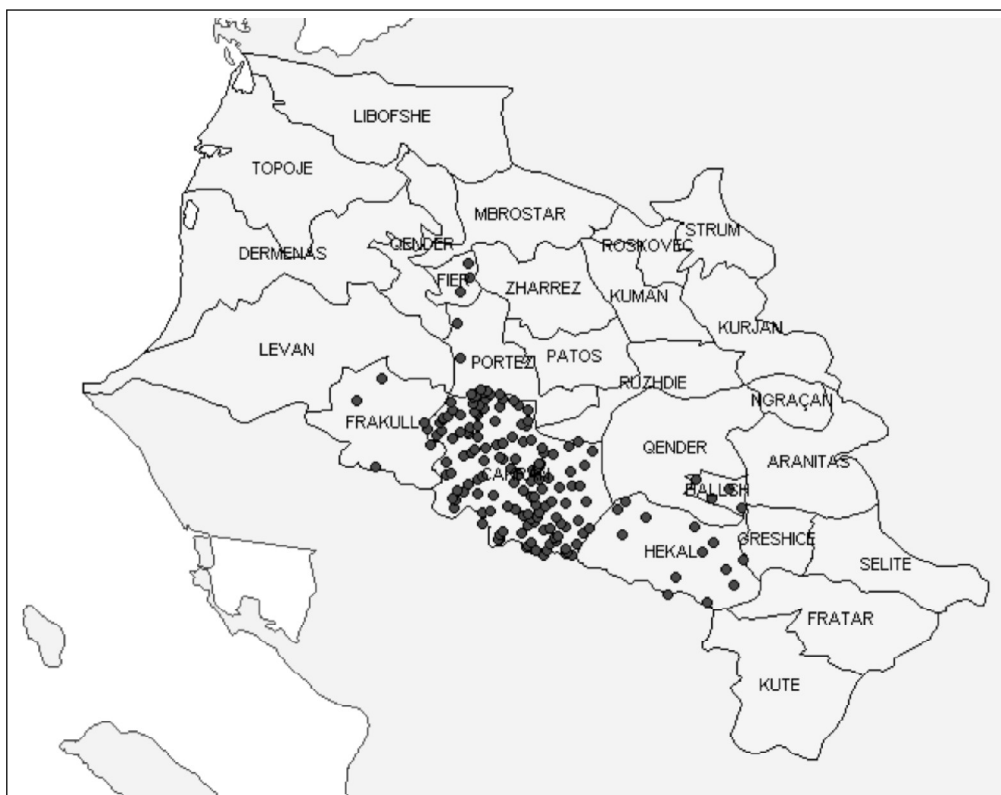 LIBOFSHE
TOPOJE
MBROSTAR
STRUM
QENDER
ROSKOVEC
DERMENAS
FIER
ZHARREZ
KUMAN
KURJAN
LEVAN
PORTEZ
PATOS
RUZHDIE
NGRAÇAN
FRAKULL
QENDER
ARANITAS
BALLSH
HEKAL
GRESHICE
SELITE
FRATAR
KUTE